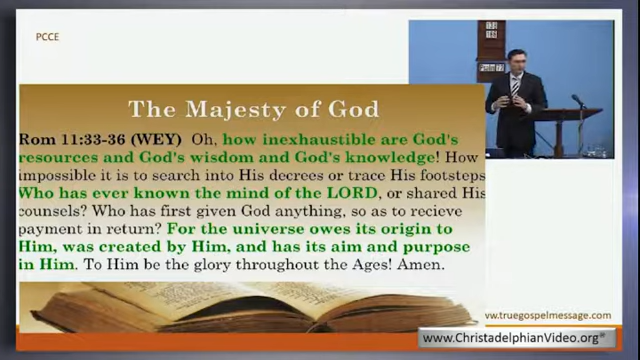 PCCE
The Majesty of God
Rom 11:33-36 (WEY) Oh, how inexhaustible are God's
resources and God's wisdom and God's knowledge! How
impossible it is to search into His decrees or trace His footsteps
Who has ever known the mind of the LORD, or shared His
counsels? Who has first given God anything, so as to recieve
payment in return? For the universe owes its origin to
Him, was created by Him, and has its aim and purpose
in Him. To Him be the glory throughout the Ages! Amen.
ww.truegospelmessage.com
www.ChristadelphianVideo.org